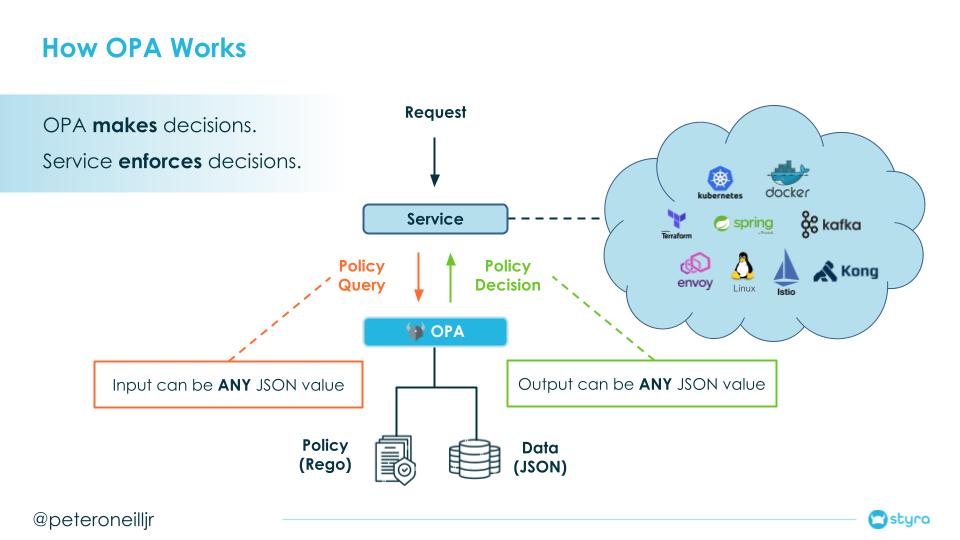 How OPA Works
OPA makes decisions.
Service enforces decisions.
Request
Service
Policy
Query
Policy
Decision
OPA
Input can be ANY JSON value
Output can be ANY JSON value
Policy
(Rego)
Data
(JSON)
kubernetes
docker
Terraform
spring
kafka
envoy
Linux
Istio
Kong
@peteroneilljr
styra